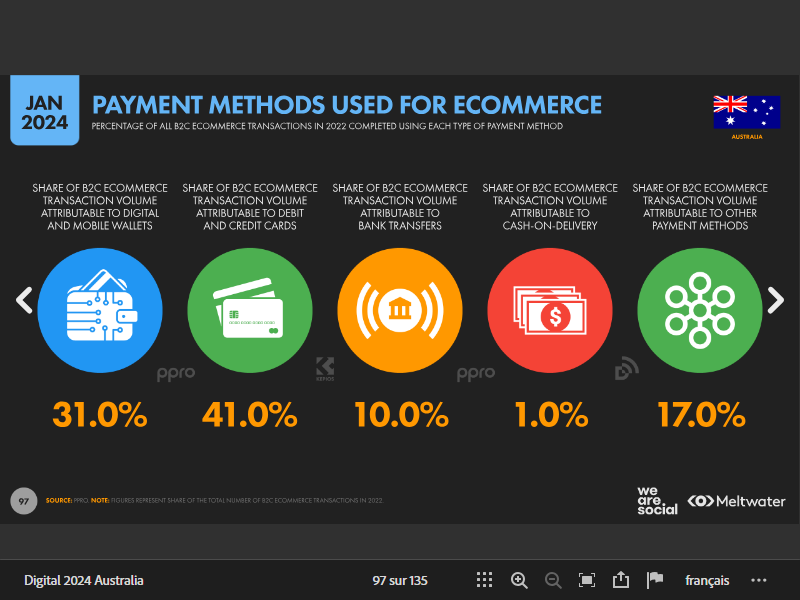 JAN
2024
PAYMENT METHODS USED FOR ECOMMERCE
PERCENTAGE OF ALL B2C ECOMMERCE TRANSACTIONS IN 2022 COMPLETED USING EACH TYPE OF PAYMENT METHOD
AUSTRALIA
SHARE OF B2C ECOMMERCE
TRANSACTION VOLUME
ATTRIBUTABLE TO DIGITAL
AND MOBILE WALLETS
SHARE OF B2C ECOMMERCE
TRANSACTION VOLUME
ATTRIBUTABLE TO DEBIT
AND CREDIT CARDS
SHARE OF B2C ECOMMERCE
TRANSACTION VOLUME
ATTRIBUTABLE TO
BANK TRANSFERS
SHARE OF B2C ECOMMERCE
TRANSACTION VOLUME
ATTRIBUTABLE TO
CASH-ON-DELIVERY
SHARE OF B2C ECOMMERCE
TRANSACTION VOLUME
ATTRIBUTABLE TO OTHER
PAYMENT METHODS
$
ppro
KEPIOS
ppro
31.0%
41.0%
10.0%
1.0%
17.0%
97
SOURCE: PPRO. NOTE: FIGURES REPRESENT SHARE OF THE TOTAL NUMBER OF B2C ECOMMERCE TRANSACTIONS IN 2022.
we
are
social
Meltwater
Digital 2024 Australia
97 sur 135
français